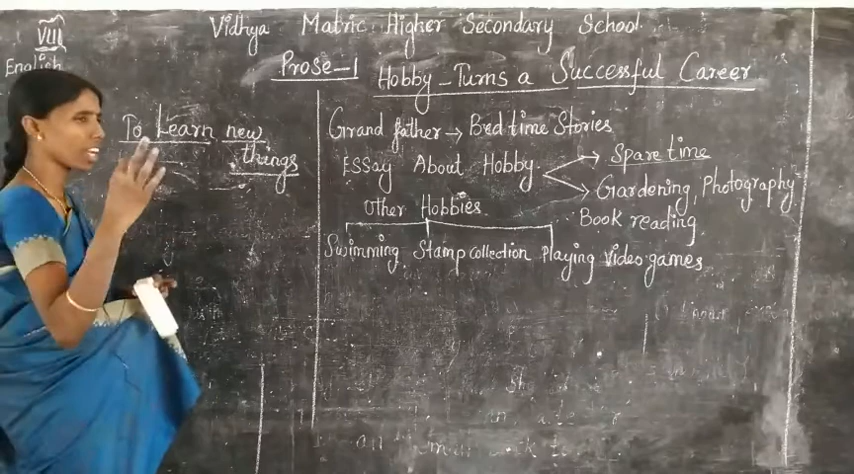 VIII
English
Vidhya Matric Higher Secondary School.
Prose-1 Hobby-Turns a Successful Career
To Learn new things
Grand father → Bed time Stories
Essay About Hobby
Spare time
Gardening, Photography
Book reading
Other Hobbies
Swimming Stamp collection playing video games